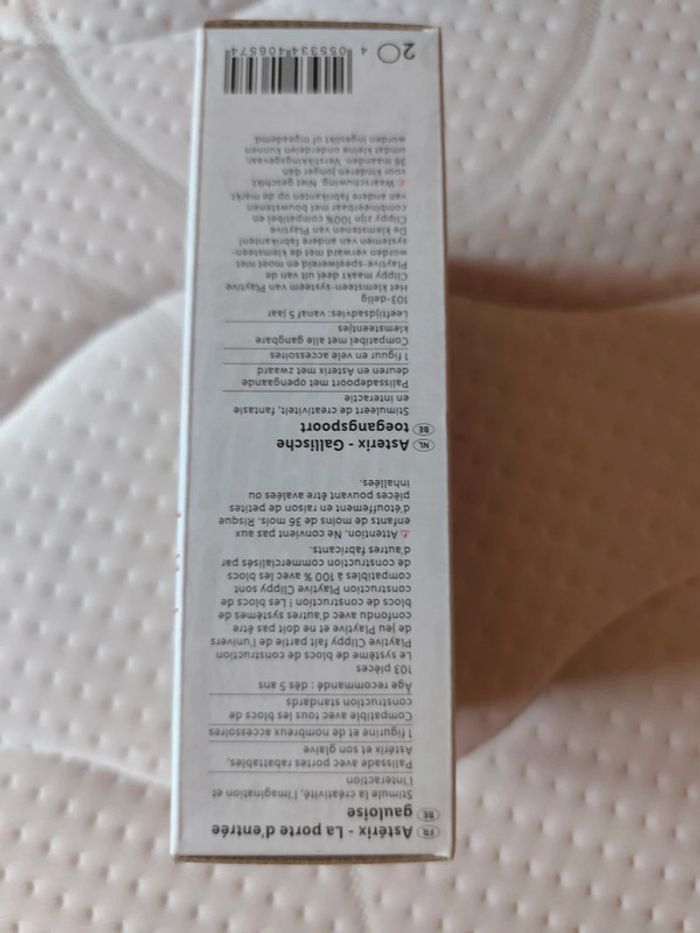 FR BE Astérix - La porte d'entrée
gauloise
Stimule la créativité, l'imagination et
l'interaction
Palissade avec portes rabattables,
Astérix et son glaive
1 figurine et de nombreux accessoires
Compatible avec tous les blocs de
construction standards
Âge recommandé : dès 5 ans
103 pièces
Le système de blocs de construction
Playtive Clippy fait partie de l'univers
de jeu Playtive et ne doit pas être
confondu avec d'autres systèmes de
blocs de construction ! Les blocs de
construction Playtive Clippy sont
compatibles à 100 % avec les blocs
de construction commercialisés par
d'autres fabricants.
⚠ Attention. Ne convient pas aux
enfants de moins de 36 mois. Risque
d'étouffement en raison de petites
pièces pouvant être avalées ou
inhalées.
NL BE Asterix - Gallische
toegangspoort
Stimuleert de creativiteit, fantasie
en interactie
Palissadepoort met opengaande
deuren en Asterix met zwaard
1 figuur en vele accessoires
Compatibel met alle gangbare
klemsteentjes
Leeftijdsadvies: vanaf 5 jaar
103-delig
Het klemsteen-systeem van Playtive
Clippy maakt deel uit van de
Playtive-speelwereld en moet niet
worden verward met de klemsteen-
systemen van andere fabrikanten!
De klemstenen van Playtive
Clippy zijn 100% compatibel en
combineerbaar met bouwstenen
van andere fabrikanten op de markt.
⚠ Waarschuwing. Niet geschikt
voor kinderen jonger dan
36 maanden. Verstikkingsgevaar,
omdat kleine onderdelen kunnen
worden ingeslikt of ingeademd.
2
4 055334 406574